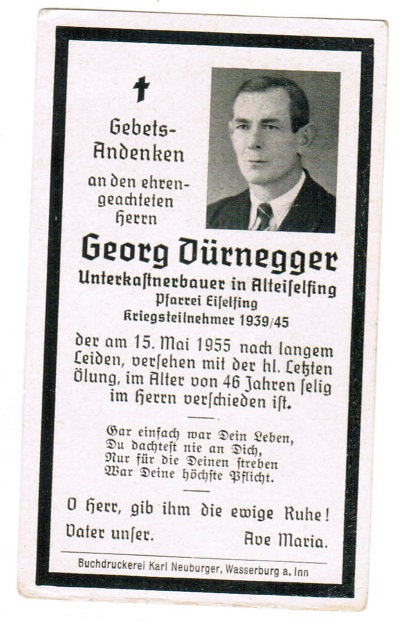 Gebets-
Andenken
an den ehren-
geachteten
Herrn
Georg Dürnegger
Unterkastnerbauer in Alteiselfing
Pfarrei Eiselfing
Kriegsteilnehmer 1939/45
der am 15. Mai 1955 nach langem
Leiden, versehen mit der hl. Letzten
Ölung, im Alter von 46 Jahren selig
im Herrn verschieden ist.
Gar einfach war Dein Leben,
Du dachtest nie an Dich,
Nur für die Deinen streben
War Deine höchste Pflicht.
O Herr, gib ihm die ewige Ruhe!
Vater unser. Ave Maria.
Buchdruckerei Karl Neuburger, Wasserburg a. Inn